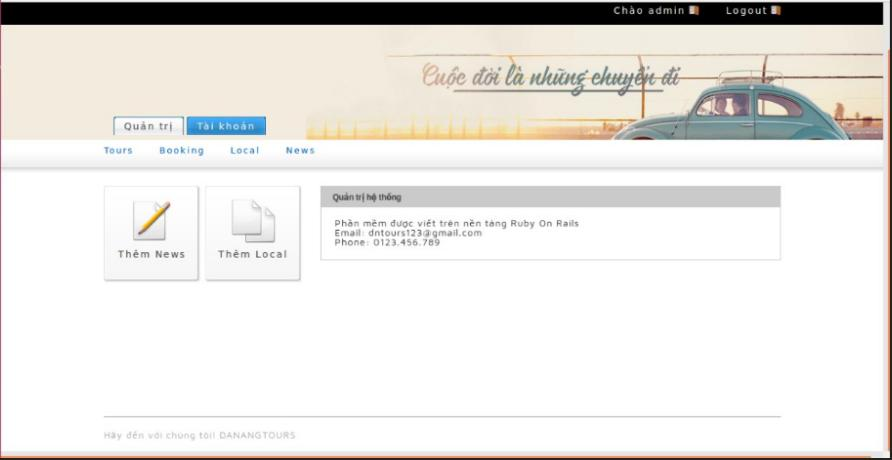 Chào admin Logout
Cuộc đời là những chuyến đi
Quản trị Tài khoản
Tours Booking Local News
Thêm News
Thêm Local
Quản trị hệ thống
Phần mềm được viết trên nền tảng Ruby On Rails
Email: dntours123@gmail.com
Phone: 0123.456.789
Hãy đến với chúng tôi! DANANGTOURS